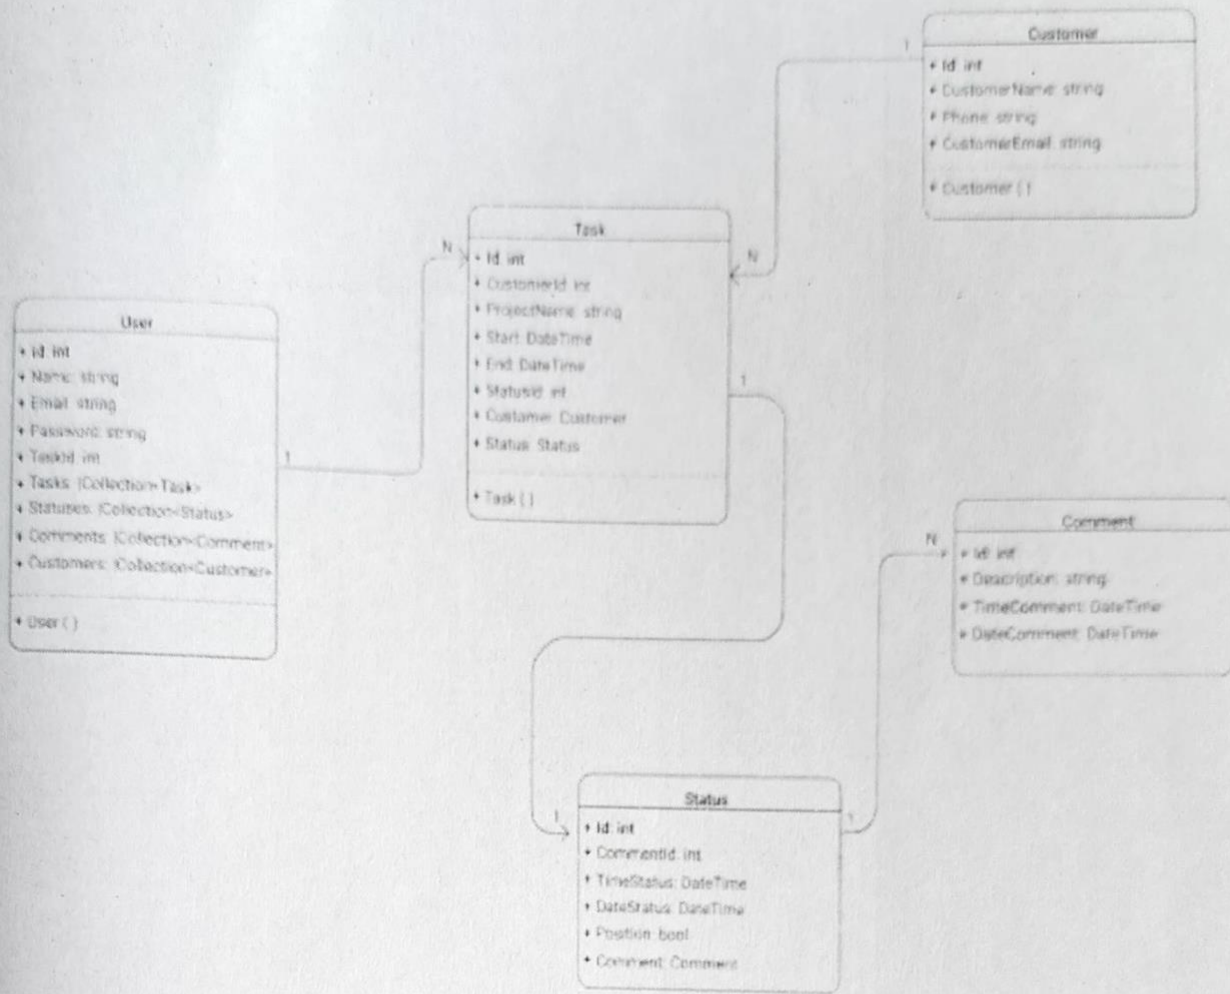 Customer
+ Id: int
+ CustomerName: string
+ Phone: string
+ CustomerEmail: string
+ Customer ( )
1
N
Task
+ Id: int
+ CustomerId: int
+ ProjectName: string
+ Start: DateTime
+ End: DateTime
+ StatusId: int
+ Customer: Customer
+ Status: Status
+ Task ( )
N
1
User
+ Id: int
+ Name: string
+ Email: string
+ Password: string
+ TaskId: int
+ Tasks: ICollection<Task>
+ Statuses: ICollection<Status>
+ Comments: ICollection<Comment>
+ Customers: ICollection<Customer>
+ User ( )
1
Comment
+ Id: int
+ Description: string
+ TimeComment: DateTime
+ DateComment: DateTime
N
Status
+ Id: int
+ CommentId: int
+ TimeStatus: DateTime
+ DateStatus: DateTime
+ Position: bool
+ Comment: Comment
1
1